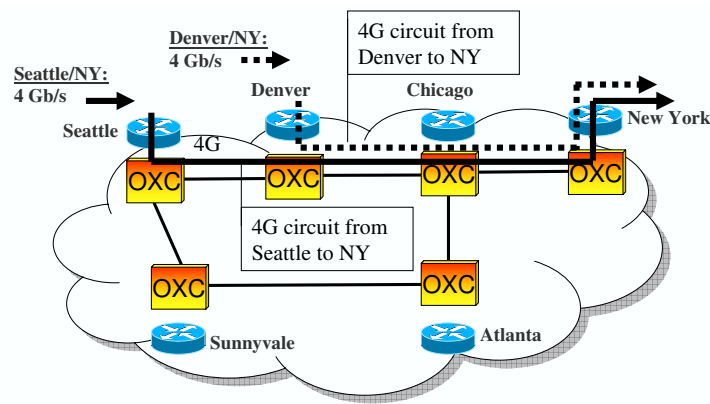 Denver/NY:
4 Gb/s
4G circuit from
Denver to NY
Seattle/NY:
4 Gb/s
Denver
Chicago
Seattle
New York
4G
OXC
OXC
OXC
OXC
4G circuit from
Seattle to NY
OXC
OXC
Sunnyvale
Atlanta